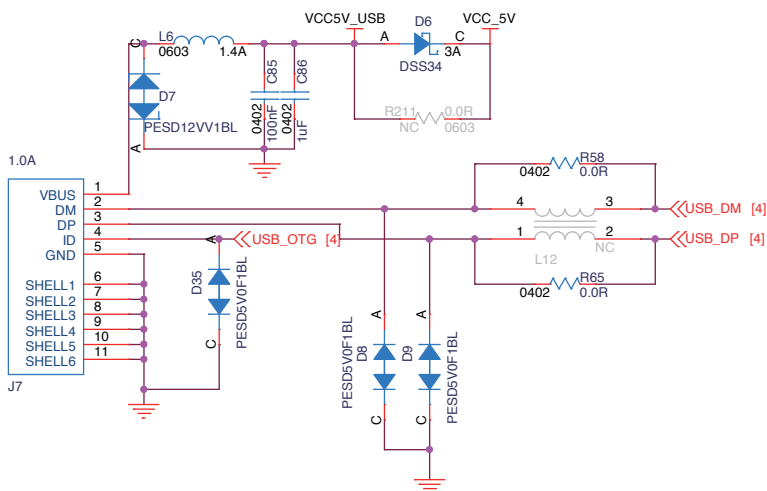 VCC5V_USB
VCC_5V
L6
0603
1.4A
C
D7
PESD12VV1BL
A
C85
0402
100nF
C86
0402
1uF
A
D6
C
3A
DSS34
R211
0.0R
NC
0603
1.0A
VBUS 1
DM 2
DP 3
ID 4
GND 5
SHELL1 6
SHELL2 7
SHELL3 8
SHELL4 9
SHELL5 10
SHELL6 11
J7
A
USB_OTG [4]
D35
PESD5V0F1BL
C
A
D8
PESD5V0F1BL
C
A
D9
PESD5V0F1BL
C
R58
0402
0.0R
4
3
USB_DM [4]
1
2
USB_DP [4]
L12
NC
R65
0402
0.0R